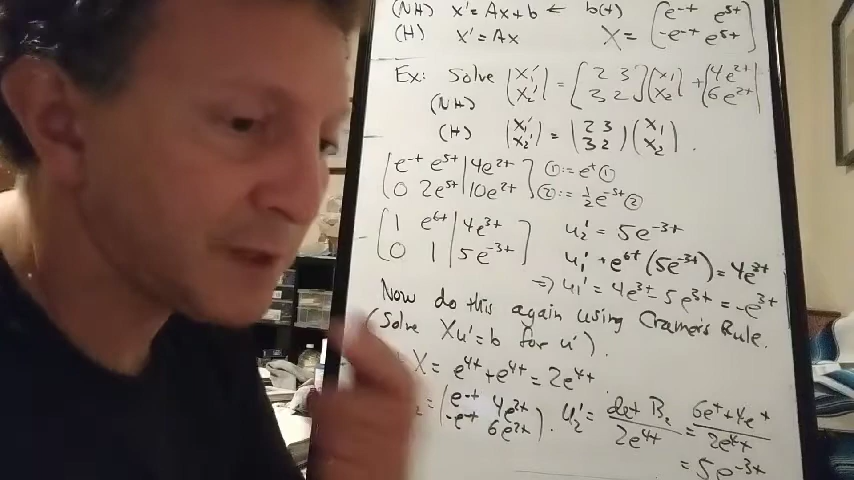 (NH) x' = Ax + b ← b(t)
(H) x' = Ax X = [e^-t e^5t; -e^-t e^5t]
Ex: Solve (x₁'; x₂') = [2 3; 3 2](x₁; x₂) + (4e^2t; 6e^2t)
(NH)
(H) (x₁'; x₂') = (2 3; 3 2)(x₁; x₂).
[e^-t e^5t | 4e^2t; 0 2e^5t | 10e^2t] ① := e^t ① ② := ½e^-5t ②
[1 e^6t | 4e^3t; 0 1 | 5e^-3t] u₂' = 5e^-3t
u₁' + e^6t(5e^-3t) = 4e^3t
⇒ u₁' = 4e^3t - 5e^3t = -e^3t
Now do this again using Cramer's Rule.
(Solve Xu' = b for u').
X = e^4t + e^4t = 2e^4t.
₂ = (e^-t 4e^2t; -e^-t 6e^2t). u₂' = det B₂ / 2e^4t = 6e^t + 4e^t / 2e^4t
= 5e^-3t